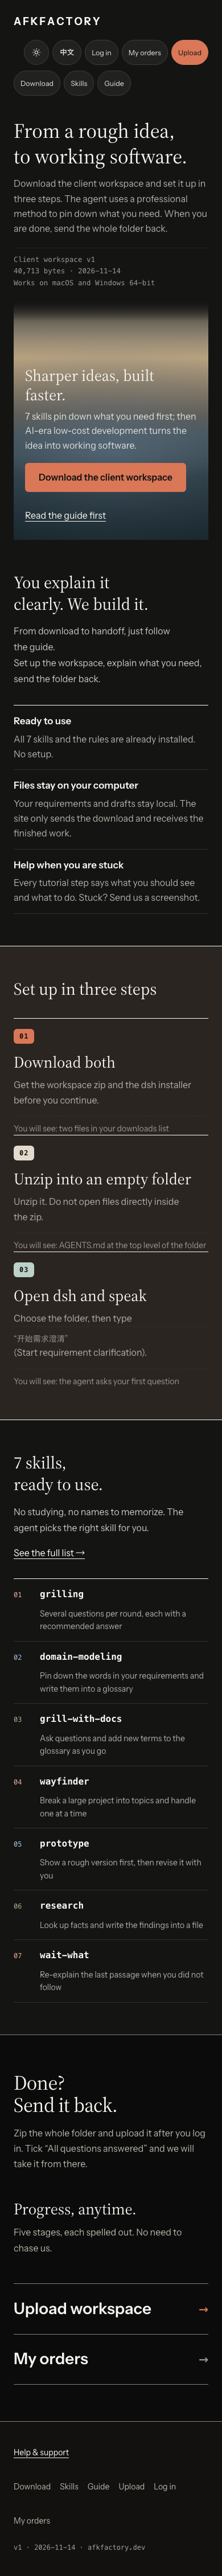 AFKFACTORY
中文
Log in
My orders
Upload
Download
Skills
Guide
From a rough idea,
to working software.
Download the client workspace and set it up in
three steps. The agent uses a professional
method to pin down what you need. When you
are done, send the whole folder back.
Client workspace v1
40,713 bytes · 2026-11-14
Works on macOS and Windows 64-bit
Sharper ideas, built
faster.
7 skills pin down what you need first; then
AI-era low-cost development turns the
idea into working software.
Download the client workspace
Read the guide first
You explain it
clearly. We build it.
From download to handoff, just follow
the guide.
Set up the workspace, explain what you need,
send the folder back.
Ready to use
All 7 skills and the rules are already installed.
No setup.
Files stay on your computer
Your requirements and drafts stay local. The
site only sends the download and receives the
finished work.
Help when you are stuck
Every tutorial step says what you should see
and what to do. Stuck? Send us a screenshot.
Set up in three steps
01
Download both
Get the workspace zip and the dsh installer
before you continue.
You will see: two files in your downloads list
02
Unzip into an empty folder
Unzip it. Do not open files directly inside
the zip.
You will see: AGENTS.md at the top level of the folder
03
Open dsh and speak
Choose the folder, then type
“开始需求澄清”
(Start requirement clarification).
You will see: the agent asks your first question
7 skills,
ready to use.
No studying, no names to memorize. The
agent picks the right skill for you.
See the full list →
01 grilling
Several questions per round, each with a
recommended answer
02 domain-modeling
Pin down the words in your requirements and
write them into a glossary
03 grill-with-docs
Ask questions and add new terms to the
glossary as you go
04 wayfinder
Break a large project into topics and handle
one at a time
05 prototype
Show a rough version first, then revise it with
you
06 research
Look up facts and write the findings into a file
07 wait-what
Re-explain the last passage when you did not
follow
Done?
Send it back.
Zip the whole folder and upload it after you log
in. Tick “All questions answered” and we will
take it from there.
Progress, anytime.
Five stages, each spelled out. No need to
chase us.
Upload workspace →
My orders →
Help & support
Download Skills Guide Upload Log in
My orders
v1 · 2026-11-14 · afkfactory.dev